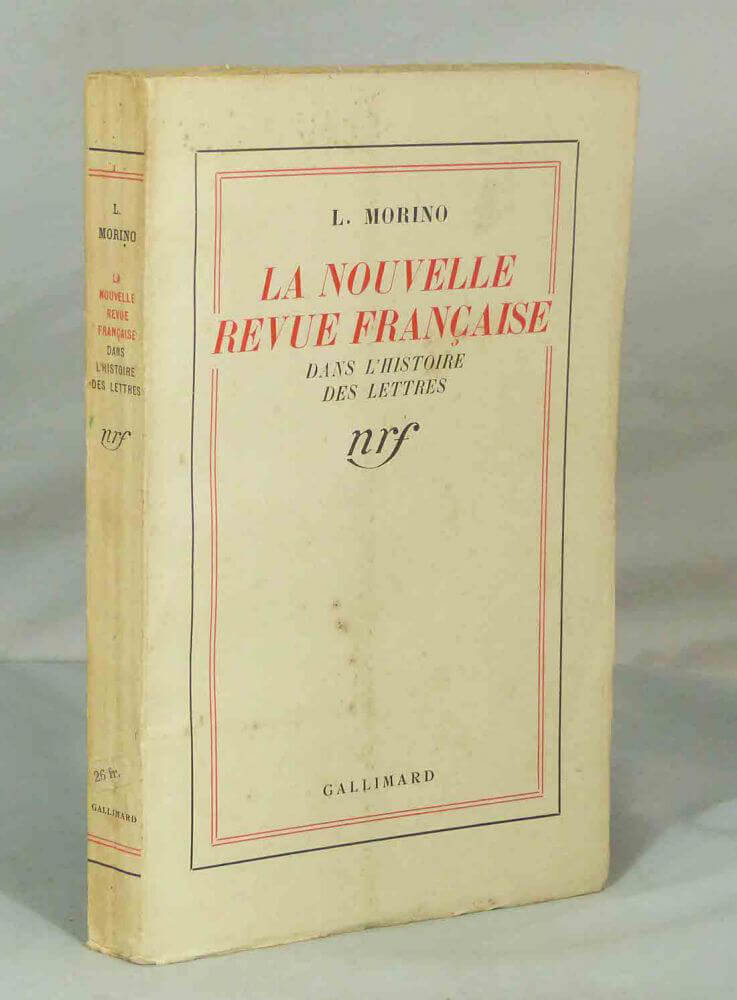 L.
MORINO
LA
NOUVELLE
REVUE
FRANÇAISE
DANS
L'HISTOIRE
DES LETTRES
nrf
26 fr.
GALLIMARD
L. MORINO
LA NOUVELLE
REVUE FRANÇAISE
DANS L'HISTOIRE
DES LETTRES
nrf
GALLIMARD